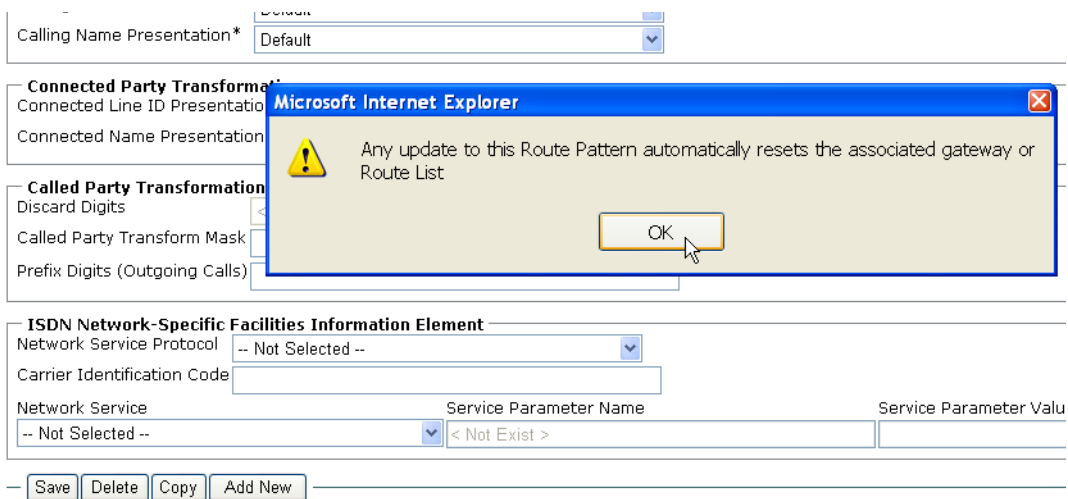 Calling Name Presentation*
Default
Connected Party Transformati
Connected Line ID Presentatio
Microsoft Internet Explorer
Connected Name Presentation
Any update to this Route Pattern automatically resets the associated gateway or
Route List
OK
Called Party Transformation
Discard Digits
<
Called Party Transform Mask
Prefix Digits (Outgoing Calls)
ISDN Network-Specific Facilities Information Element
Network Service Protocol
-- Not Selected --
Carrier Identification Code
Network Service
Service Parameter Name
Service Parameter Valu
-- Not Selected --
< Not Exist >
Save
Delete
Copy
Add New